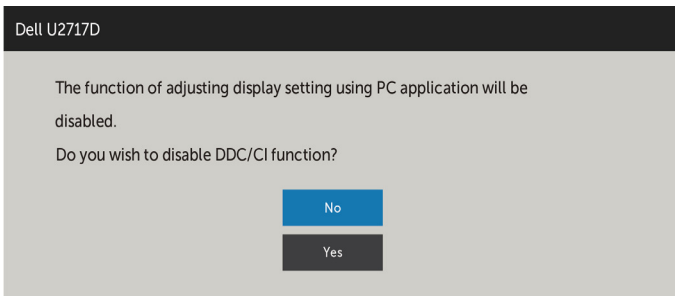 Dell U2717D
The function of adjusting display setting using PC application will be
disabled.
Do you wish to disable DDC/CI function?
No
Yes